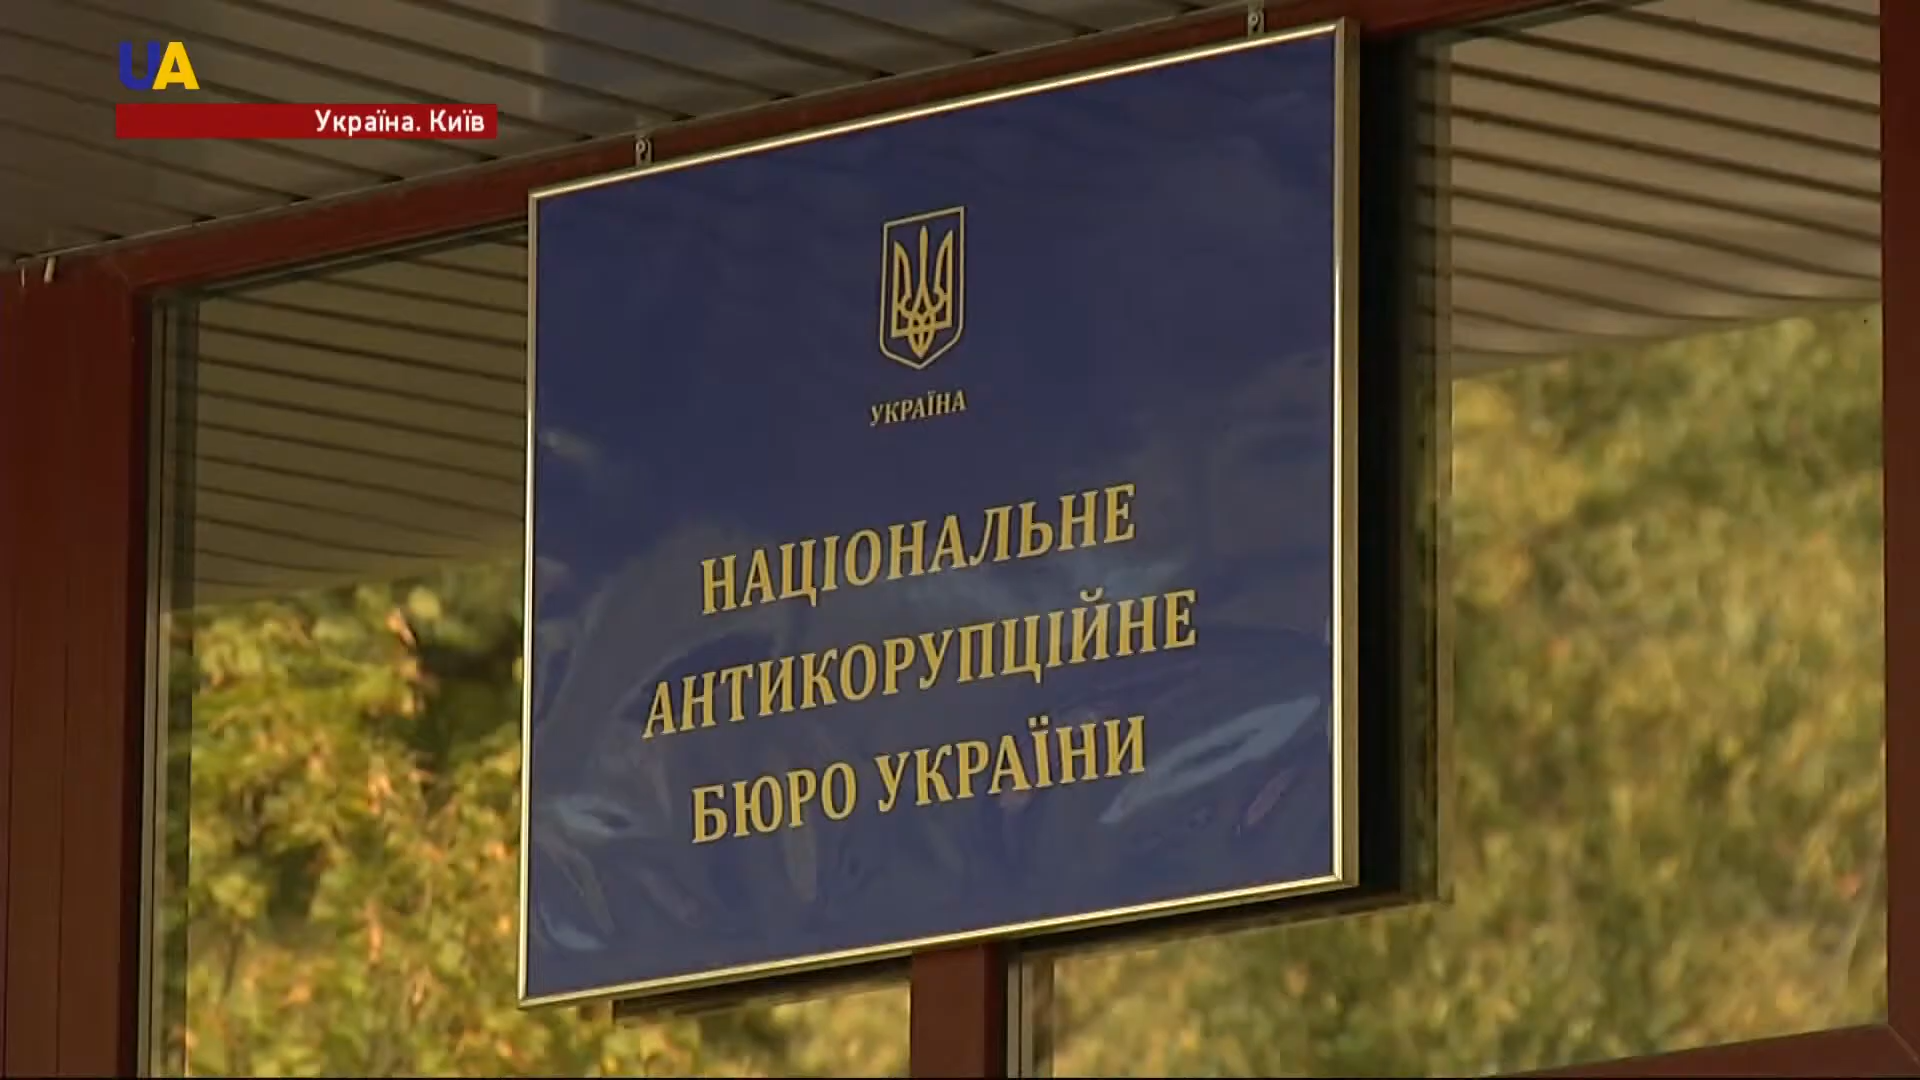 UA
Україна. Київ
УКРАЇНА
НАЦІОНАЛЬНЕ
АНТИКОРУПЦІЙНЕ
БЮРО УКРАЇНИ